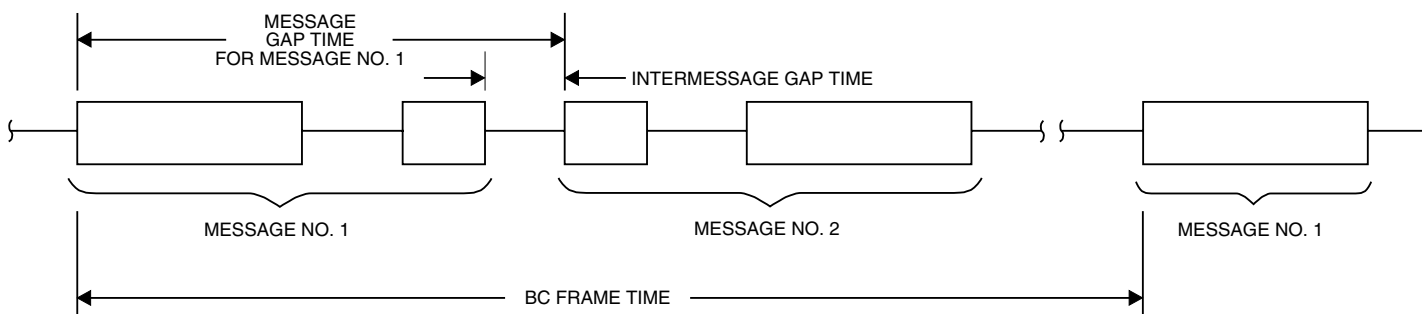 MESSAGE
GAP TIME
FOR MESSAGE NO. 1
INTERMESSAGE GAP TIME
MESSAGE NO. 1
MESSAGE NO. 2
MESSAGE NO. 1
BC FRAME TIME